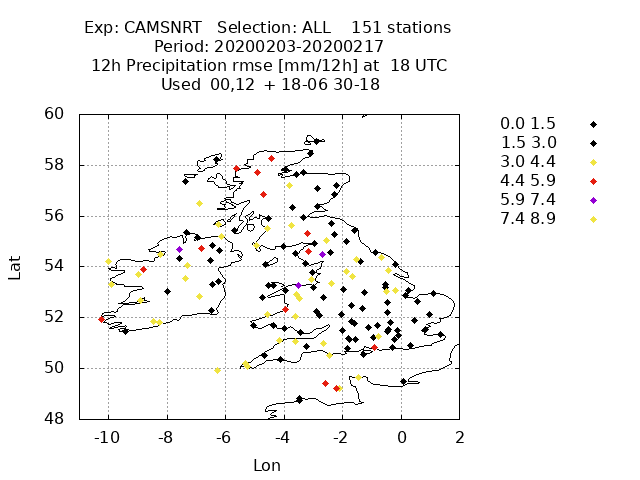 Exp: CAMSNRT Selection: ALL 151 stations
Period: 20200203-20200217
12h Precipitation rmse [mm/12h] at 18 UTC
Used 00,12 + 18-06 30-18
60
58
56
54
52
50
48
Lat
-10 -8 -6 -4 -2 0 2
Lon
0.0 1.5
1.5 3.0
3.0 4.4
4.4 5.9
5.9 7.4
7.4 8.9